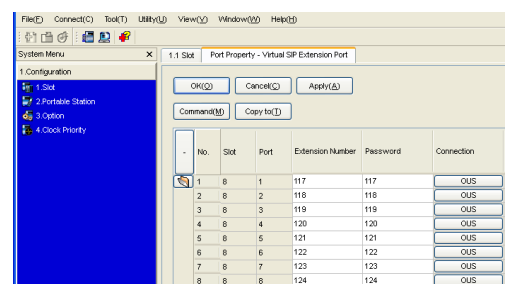 File(F) Connect(C) Tool(T) Utility(U) View(V) Window(W) Help(H)
System Menu X
1.1 Slot Port Property - Virtual SIP Extension Port
1.Configuration
1.Slot
2.Portable Station
3.Option
4.Clock Priority
OK(O) Cancel(C) Apply(A)
Command(M) Copy to(T)
- No. Slot Port Extension Number Password Connection
1 8 1 117 117 OUS
2 8 2 118 118 OUS
3 8 3 119 119 OUS
4 8 4 120 120 OUS
5 8 5 121 121 OUS
6 8 6 122 122 OUS
7 8 7 123 123 OUS
8 8 8 124 124 OUS